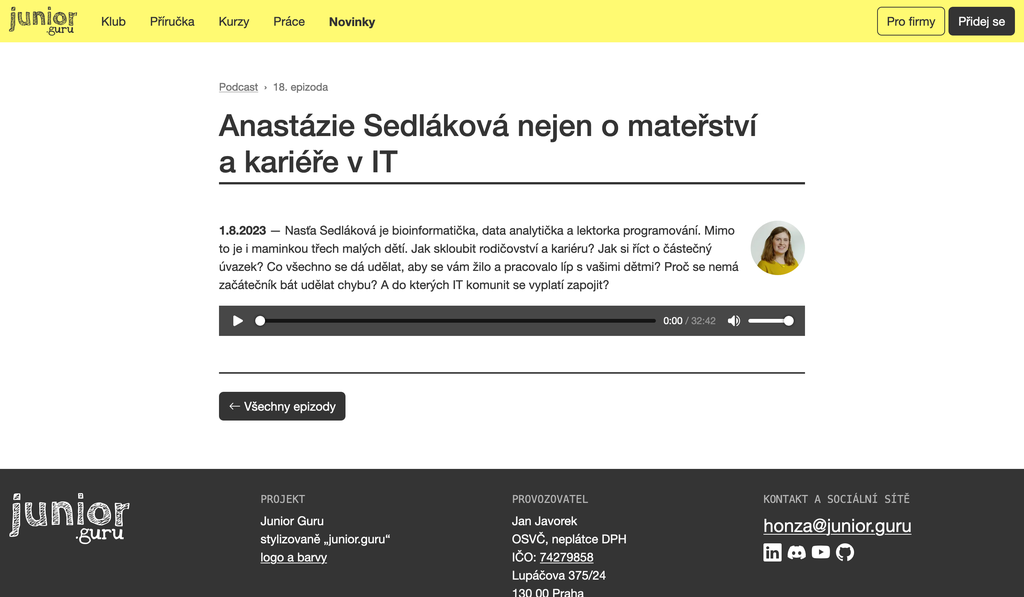 junior
.guru
Klub Příručka Kurzy Práce Novinky Pro firmy Přidej se
Podcast › 18. epizoda
Anastázie Sedláková nejen o mateřství
a kariéře v IT
1.8.2023 — Nasťa Sedláková je bioinformatička, data analytička a lektorka programování. Mimo
to je i maminkou třech malých dětí. Jak skloubit rodičovství a kariéru? Jak si říct o částečný
úvazek? Co všechno se dá udělat, aby se vám žilo a pracovalo líp s vašimi dětmi? Proč se nemá
začátečník bát udělat chybu? A do kterých IT komunit se vyplatí zapojit?
0:00 / 32:42
← Všechny epizody
junior
.guru
PROJEKT
Junior Guru
stylizovaně „junior.guru“
logo a barvy
PROVOZOVATEL
Jan Javorek
OSVČ, neplátce DPH
IČO: 74279858
Lupáčova 375/24
130 00 Praha
KONTAKT A SOCIÁLNÍ SÍTĚ
honza@junior.guru
in